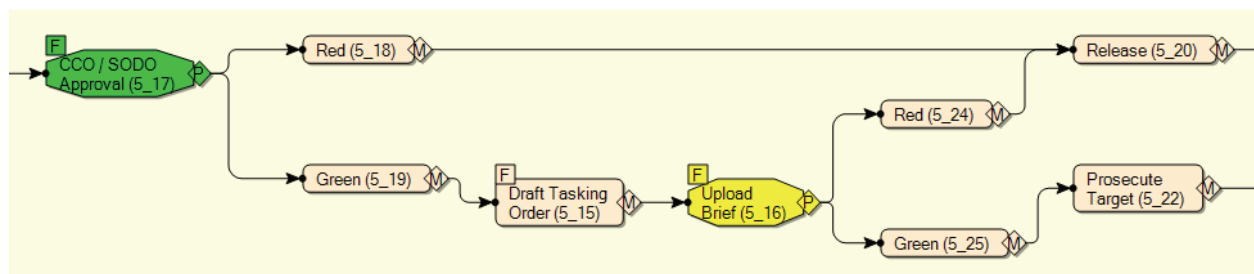 F
CCO / SODO
Approval (5_17)
P
Red (5_18)
M
Green (5_19)
M
F
Draft Tasking
Order (5_15)
M
F
Upload
Brief (5_16)
P
Red (5_24)
M
Green (5_25)
M
Release (5_20)
M
Prosecute
Target (5_22)
M